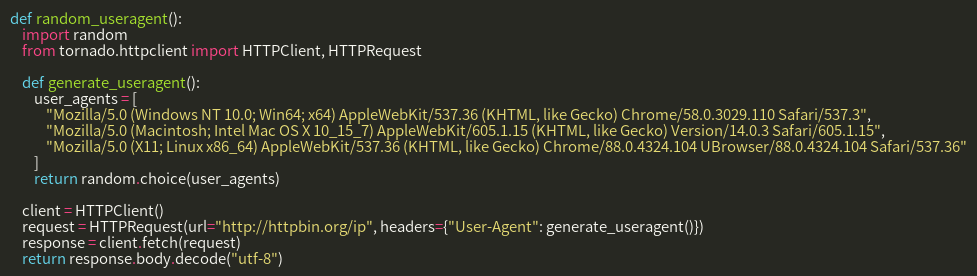 def random_useragent():
    import random
    from tornado.httpclient import HTTPClient, HTTPRequest

    def generate_useragent():
        user_agents = [
            "Mozilla/5.0 (Windows NT 10.0; Win64; x64) AppleWebKit/537.36 (KHTML, like Gecko) Chrome/58.0.3029.110 Safari/537.3",
            "Mozilla/5.0 (Macintosh; Intel Mac OS X 10_15_7) AppleWebKit/605.1.15 (KHTML, like Gecko) Version/14.0.3 Safari/605.1.15",
            "Mozilla/5.0 (X11; Linux x86_64) AppleWebKit/537.36 (KHTML, like Gecko) Chrome/88.0.4324.104 UBrowser/88.0.4324.104 Safari/537.36"
        ]
        return random.choice(user_agents)

    client = HTTPClient()
    request = HTTPRequest(url="http://httpbin.org/ip", headers={"User-Agent": generate_useragent()})
    response = client.fetch(request)
    return response.body.decode("utf-8")